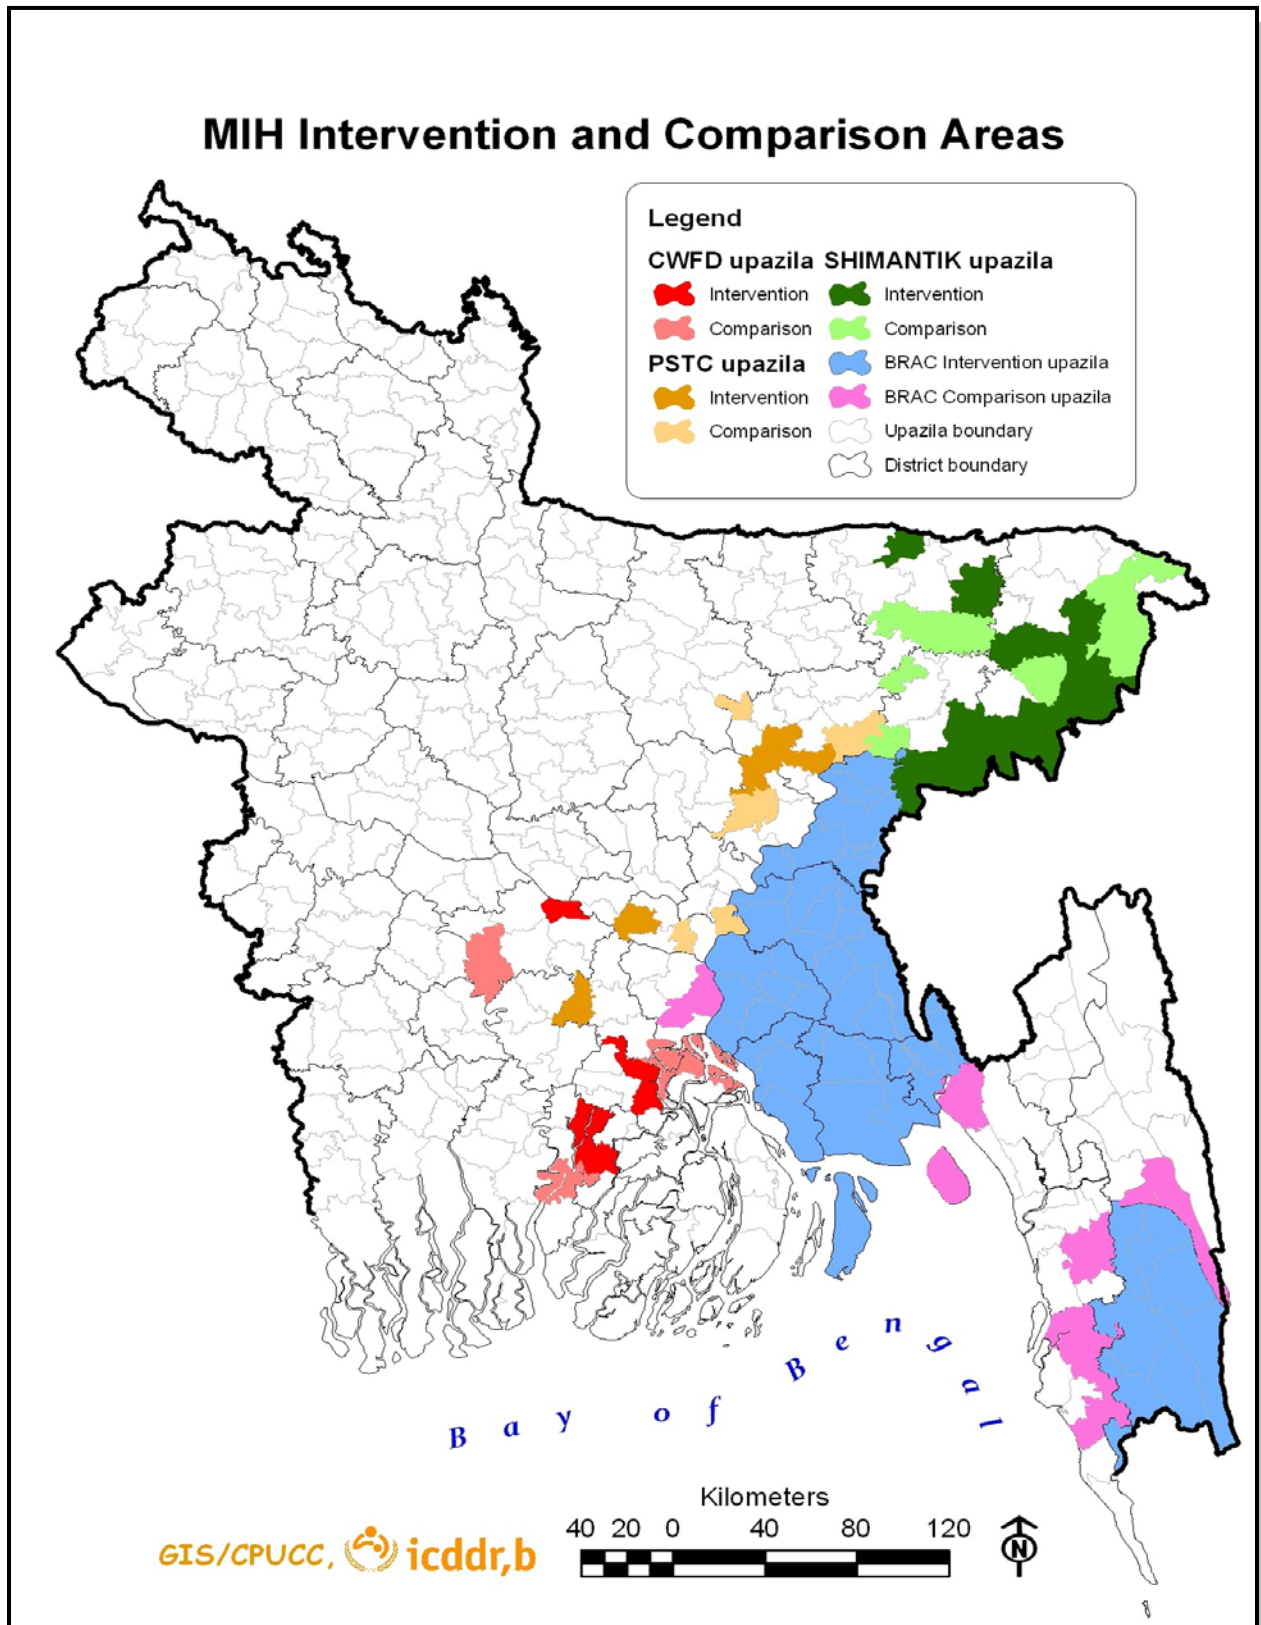 MIH Intervention and Comparison Areas
Legend
CWFD upazila
Intervention
Comparison
PSTC upazila
Intervention
Comparison
SHIMANTIK upazila
Intervention
Comparison
BRAC Intervention upazila
BRAC Comparison upazila
Upazila boundary
District boundary
Bay of Bengal
Kilometers
40 20 0 40 80 120
N
GIS/CPUCC, icddr,b